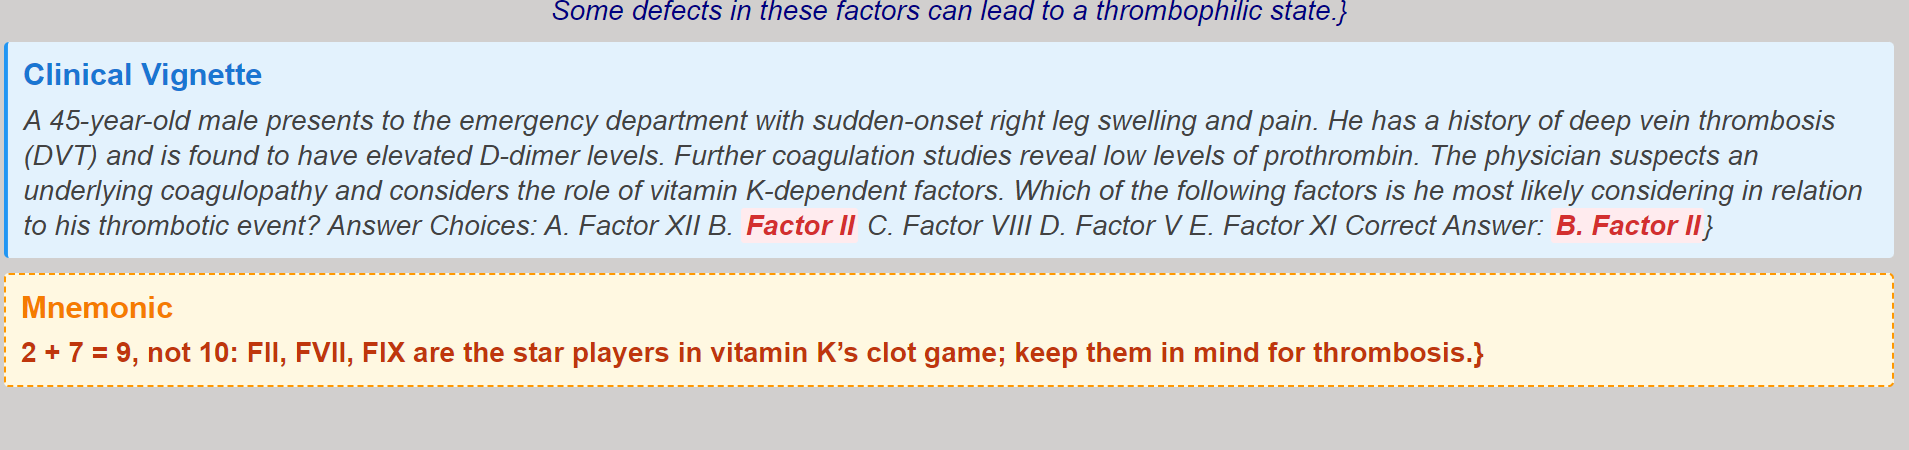 Some defects in these factors can lead to a thrombophilic state.}
Clinical Vignette
A 45-year-old male presents to the emergency department with sudden-onset right leg swelling and pain. He has a history of deep vein thrombosis
(DVT) and is found to have elevated D-dimer levels. Further coagulation studies reveal low levels of prothrombin. The physician suspects an
underlying coagulopathy and considers the role of vitamin K-dependent factors. Which of the following factors is he most likely considering in relation
to his thrombotic event? Answer Choices: A. Factor XII B. Factor II C. Factor VIII D. Factor V E. Factor XI Correct Answer: B. Factor II}
Mnemonic
2 + 7 = 9, not 10: FII, FVII, FIX are the star players in vitamin K’s clot game; keep them in mind for thrombosis.}